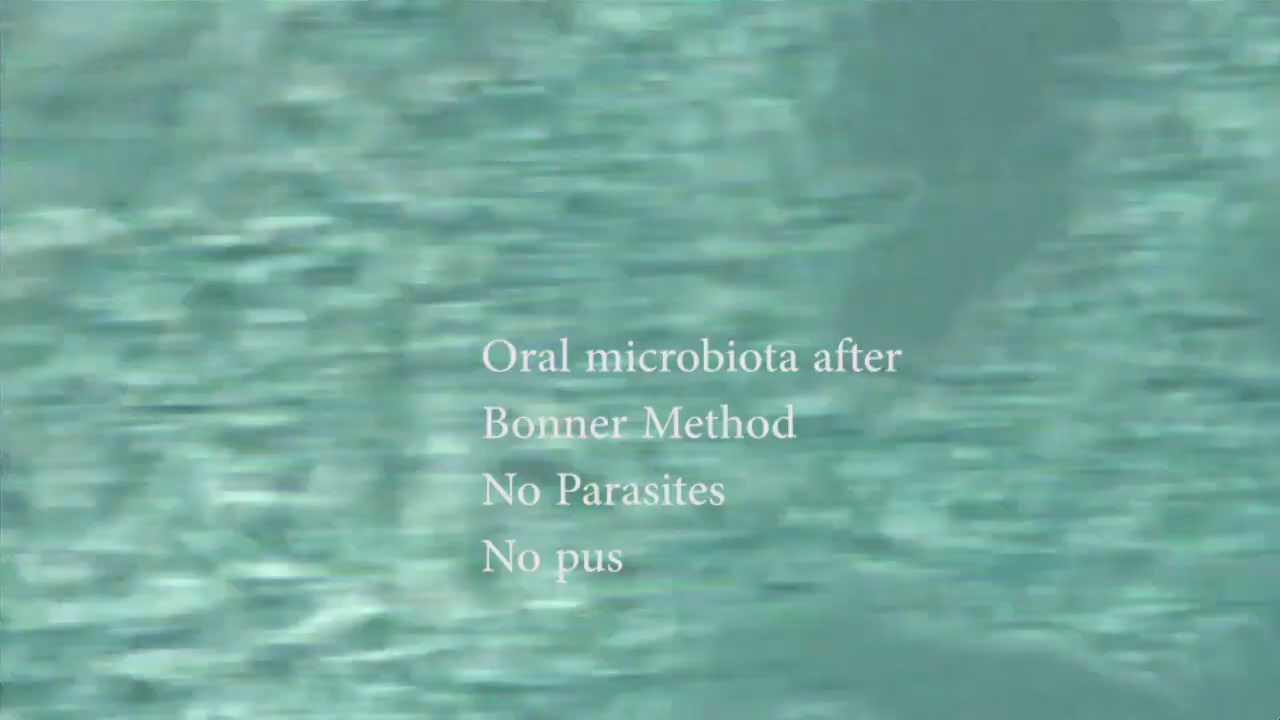 Oral microbiota after
Bonner Method
No Parasites
No pus